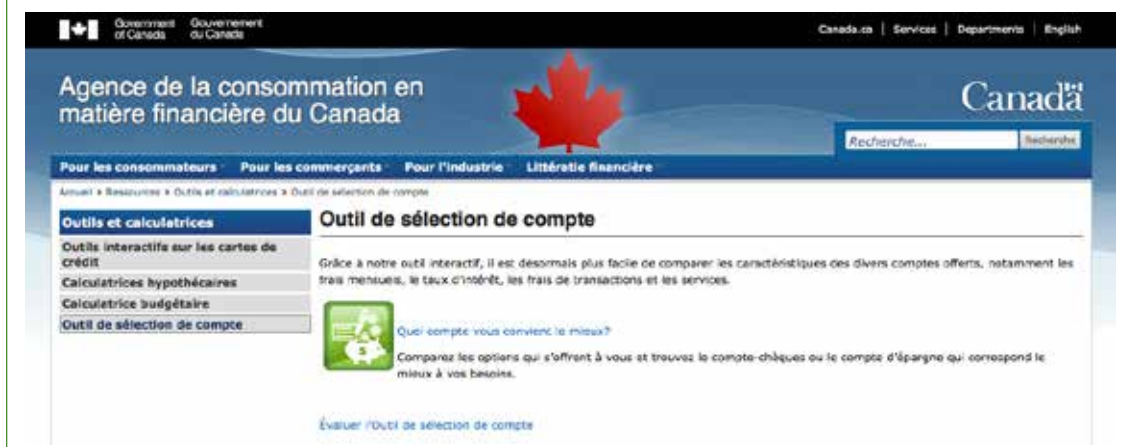 Government Gouvernement
of Canada du Canada
Canada.ca | Services | Departments | English
Agence de la consommation en
matière financière du Canada
Canada
Recherche... Recherche
Pour les consommateurs Pour les commerçants Pour l'industrie Littératie financière
Accueil > Ressources > Outils et calculatrices > Outil de sélection de compte
Outils et calculatrices
Outils interactifs sur les cartes de
crédit
Calculatrices hypothécaires
Calculatrice budgétaire
Outil de sélection de compte
Outil de sélection de compte
Grâce à notre outil interactif, il est désormais plus facile de comparer les caractéristiques des divers comptes offerts, notamment les
frais mensuels, le taux d'intérêt, les frais de transactions et les services.
Quel compte vous convient le mieux?
Comparez les options qui s'offrent à vous et trouvez le compte-chèques ou le compte d'épargne qui correspond le
mieux à vos besoins.
Évaluer l'Outil de sélection de compte